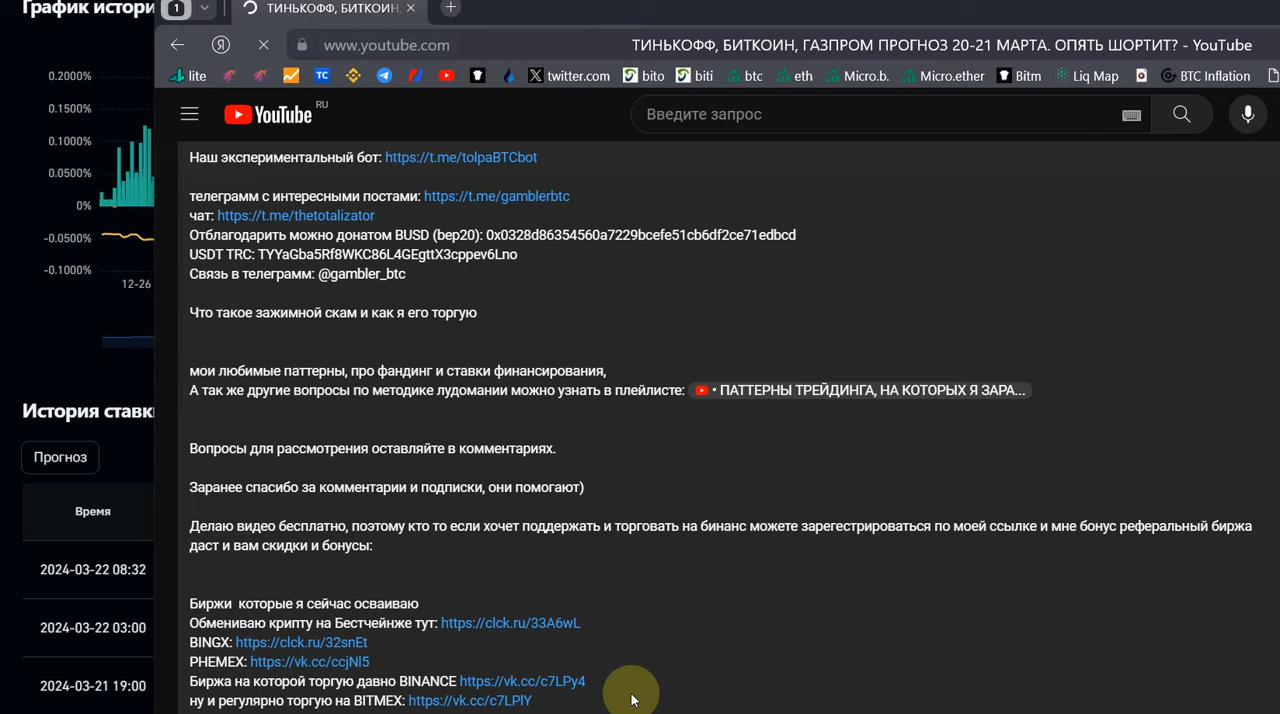 График истори
1
ТИНЬКОФФ, БИТКОИН,
www.youtube.com
ТИНЬКОФФ, БИТКОИН, ГАЗПРОМ ПРОГНОЗ 20-21 МАРТА. ОПЯТЬ ШОРТИТ? - YouTube
lite
TC
twitter.com
bito
biti
btc
eth
Micro.b.
Micro.ether
Bitm
Liq Map
BTC Inflation
YouTube RU
Введите запрос
0.2000%
0.1500%
0.1000%
0.0500%
0%
-0.0500%
-0.1000%
12-26
История ставк
Прогноз
Время
2024-03-22 08:32
2024-03-22 03:00
2024-03-21 19:00
Наш экспериментальный бот: https://t.me/tolpaBTCbot
телеграмм с интересными постами: https://t.me/gamblerbtc
чат: https://t.me/thetotalizator
Отблагодарить можно донатом BUSD (bep20): 0x0328d86354560a7229bcefe51cb6df2ce71edbcd
USDT TRC: TYYaGba5Rf8WKC86L4GEgttX3cppev6Lno
Связь в телеграмм: @gambler_btc
Что такое зажимной скам и как я его торгую
мои любимые паттерны, про фандинг и ставки финансирования,
А так же другие вопросы по методике лудомании можно узнать в плейлисте: • ПАТТЕРНЫ ТРЕЙДИНГА, НА КОТОРЫХ Я ЗАРА...
Вопросы для рассмотрения оставляйте в комментариях.
Заранее спасибо за комментарии и подписки, они помогают)
Делаю видео бесплатно, поэтому кто то если хочет поддержать и торговать на бинанс можете зарегестрироваться по моей ссылке и мне бонус реферальный биржа
даст и вам скидки и бонусы:
Биржи  которые я сейчас осваиваю
Обмениваю крипту на Бестчейнже тут: https://clck.ru/33A6wL
BINGX: https://clck.ru/32snEt
PHEMEX: https://vk.cc/ccjNl5
Биржа на которой торгую давно BINANCE https://vk.cc/c7LPy4
ну и регулярно торгую на BITMEX: https://vk.cc/c7LPlY